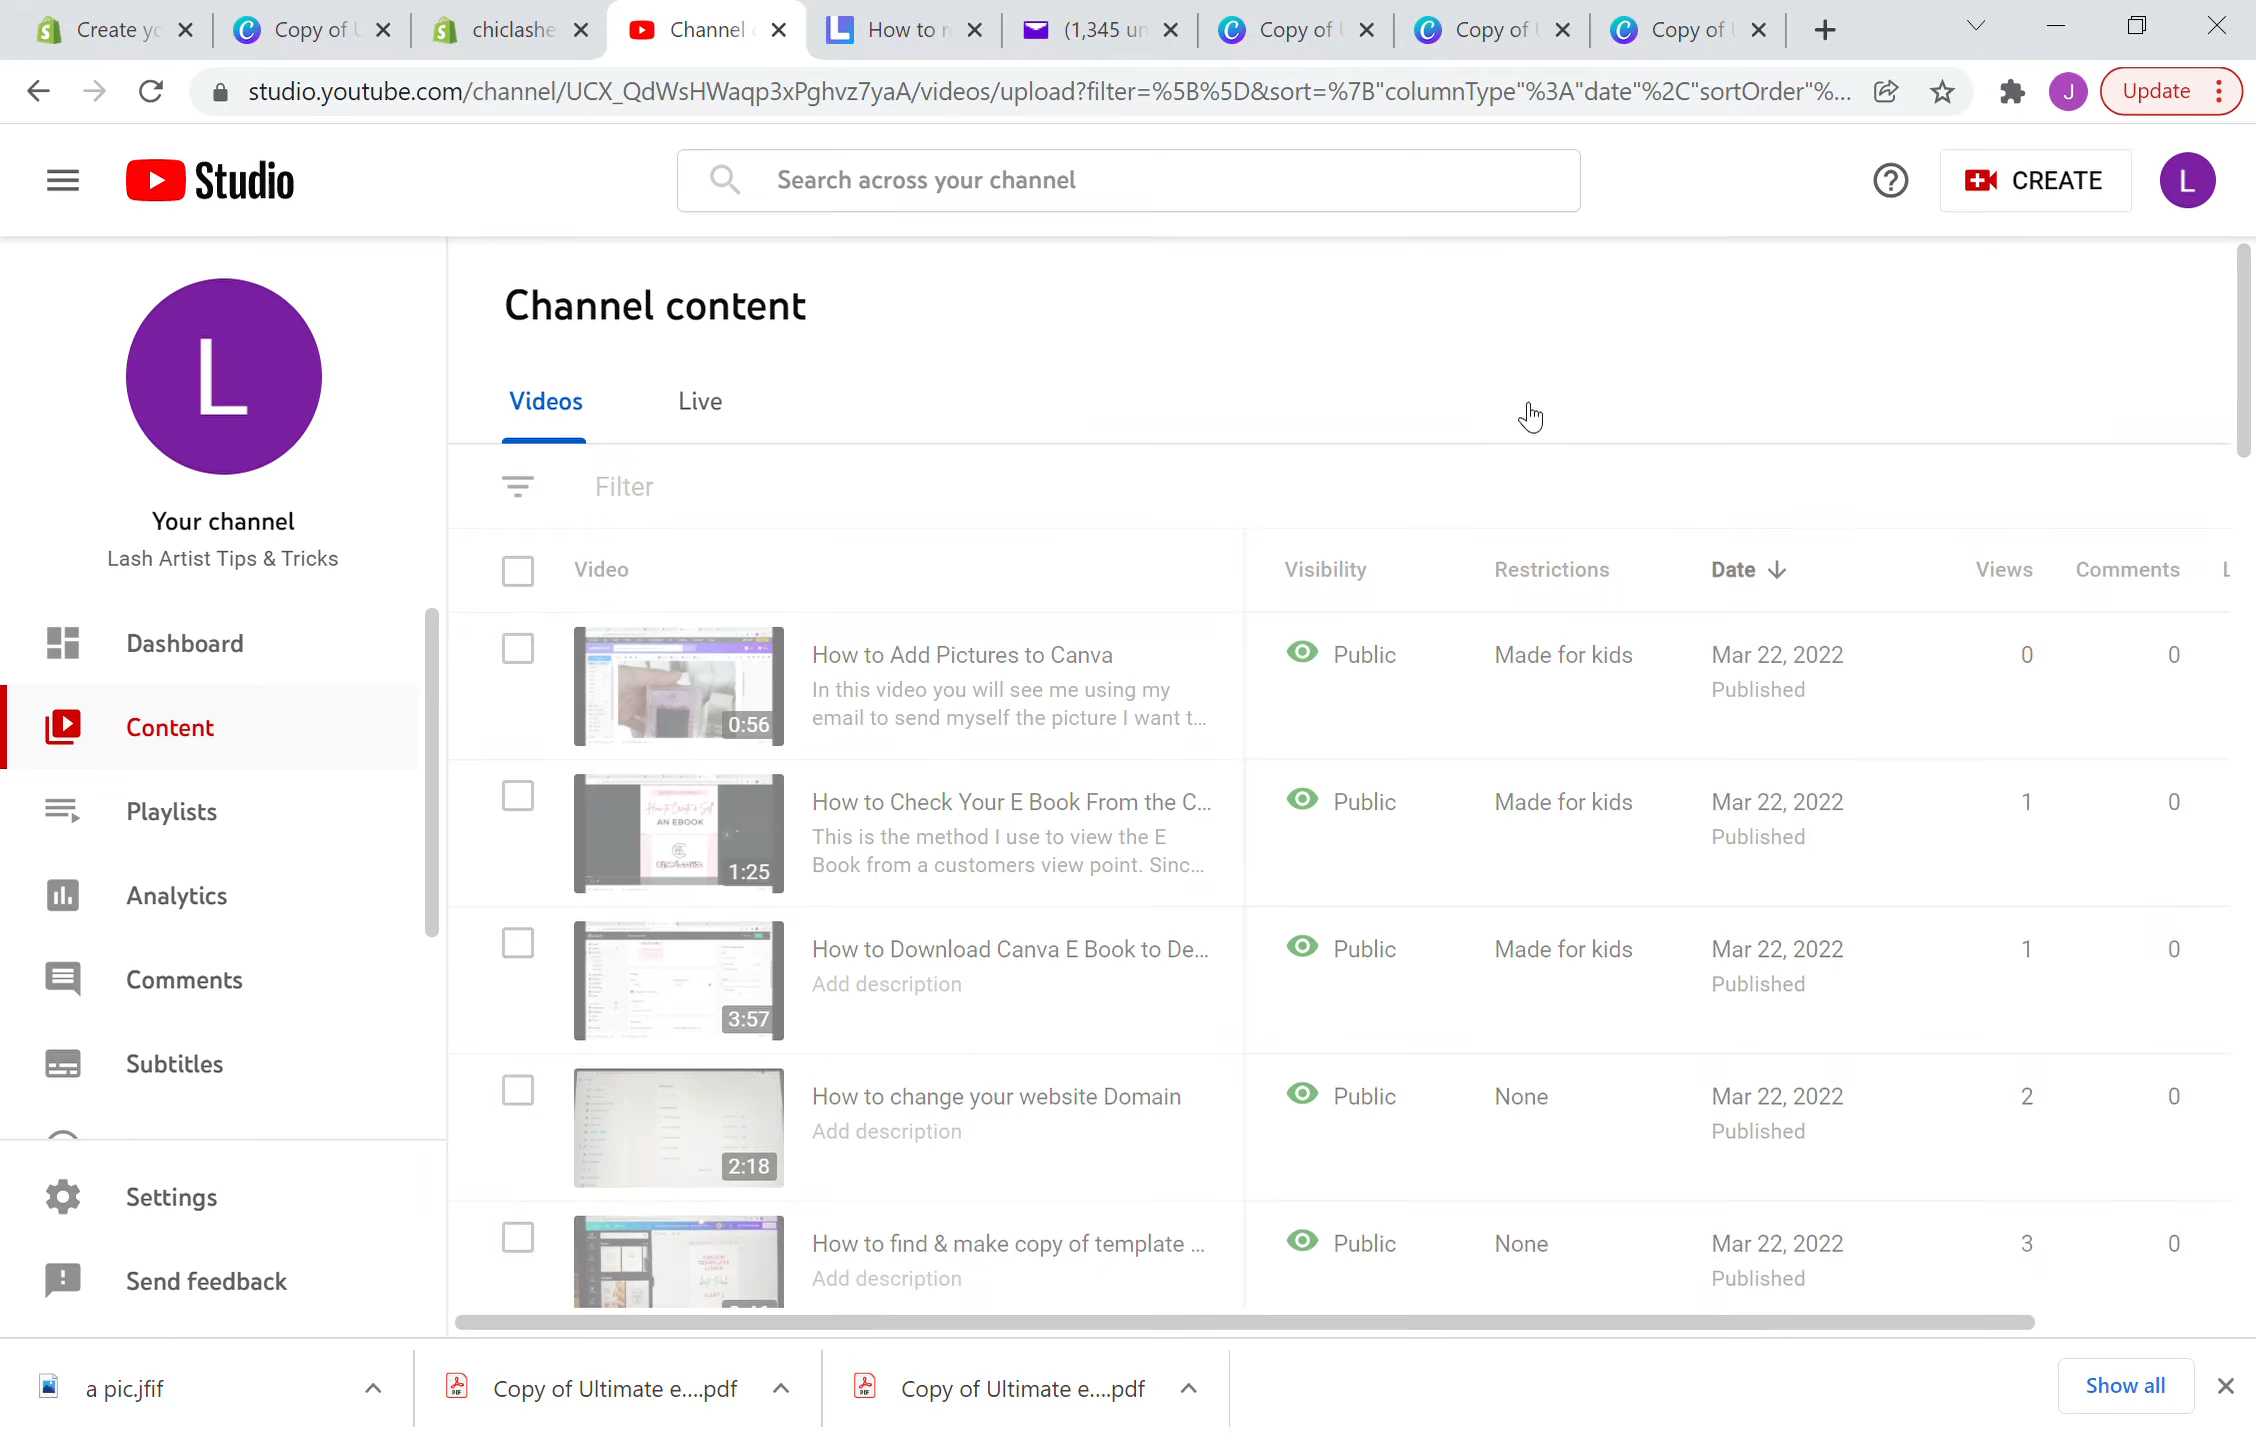 Create yo
Copy of U
chiclashe
Channel c
How to r
(1,345 un
Copy of U
Copy of U
Copy of U
studio.youtube.com/channel/UCX_QdWsHWaqp3xPghvz7yaA/videos/upload?filter=%5B%5D&sort=%7B"columnType"%3A"date"%2C"sortOrder"%...
J
Update
Studio
Search across your channel
CREATE
L
L
Your channel
Lash Artist Tips & Tricks
Dashboard
Content
Playlists
Analytics
Comments
Subtitles
Settings
Send feedback
Channel content
Videos Live
Filter
Video Visibility Restrictions Date Views Comments L
How to Add Pictures to Canva Public Made for kids Mar 22, 2022 0 0
In this video you will see me using my Published
email to send myself the picture I want t...
0:56
How to Check Your E Book From the C... Public Made for kids Mar 22, 2022 1 0
This is the method I use to view the E Published
Book from a customers view point. Sinc...
How to Create & Sell
AN EBOOK
1:25
How to Download Canva E Book to De... Public Made for kids Mar 22, 2022 1 0
Add description Published
3:57
How to change your website Domain Public None Mar 22, 2022 2 0
Add description Published
2:18
How to find & make copy of template ... Public None Mar 22, 2022 3 0
Add description Published
a pic.jfif
Copy of Ultimate e....pdf
Copy of Ultimate e....pdf
Show all